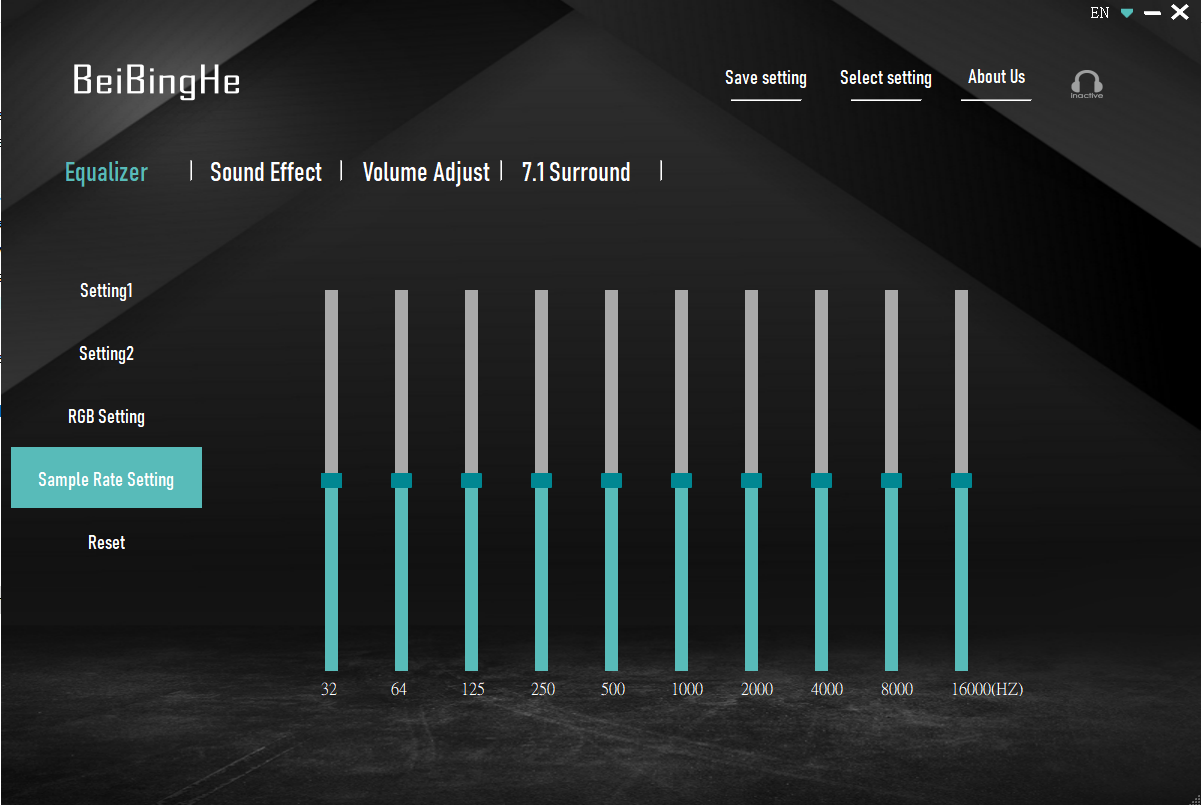 EN
BeiBingHe
Save setting
Select setting
About Us
inactive
Equalizer
Sound Effect
Volume Adjust
7.1 Surround
Setting1
Setting2
RGB Setting
Sample Rate Setting
Reset
32 64 125 250 500 1000 2000 4000 8000 16000(HZ)